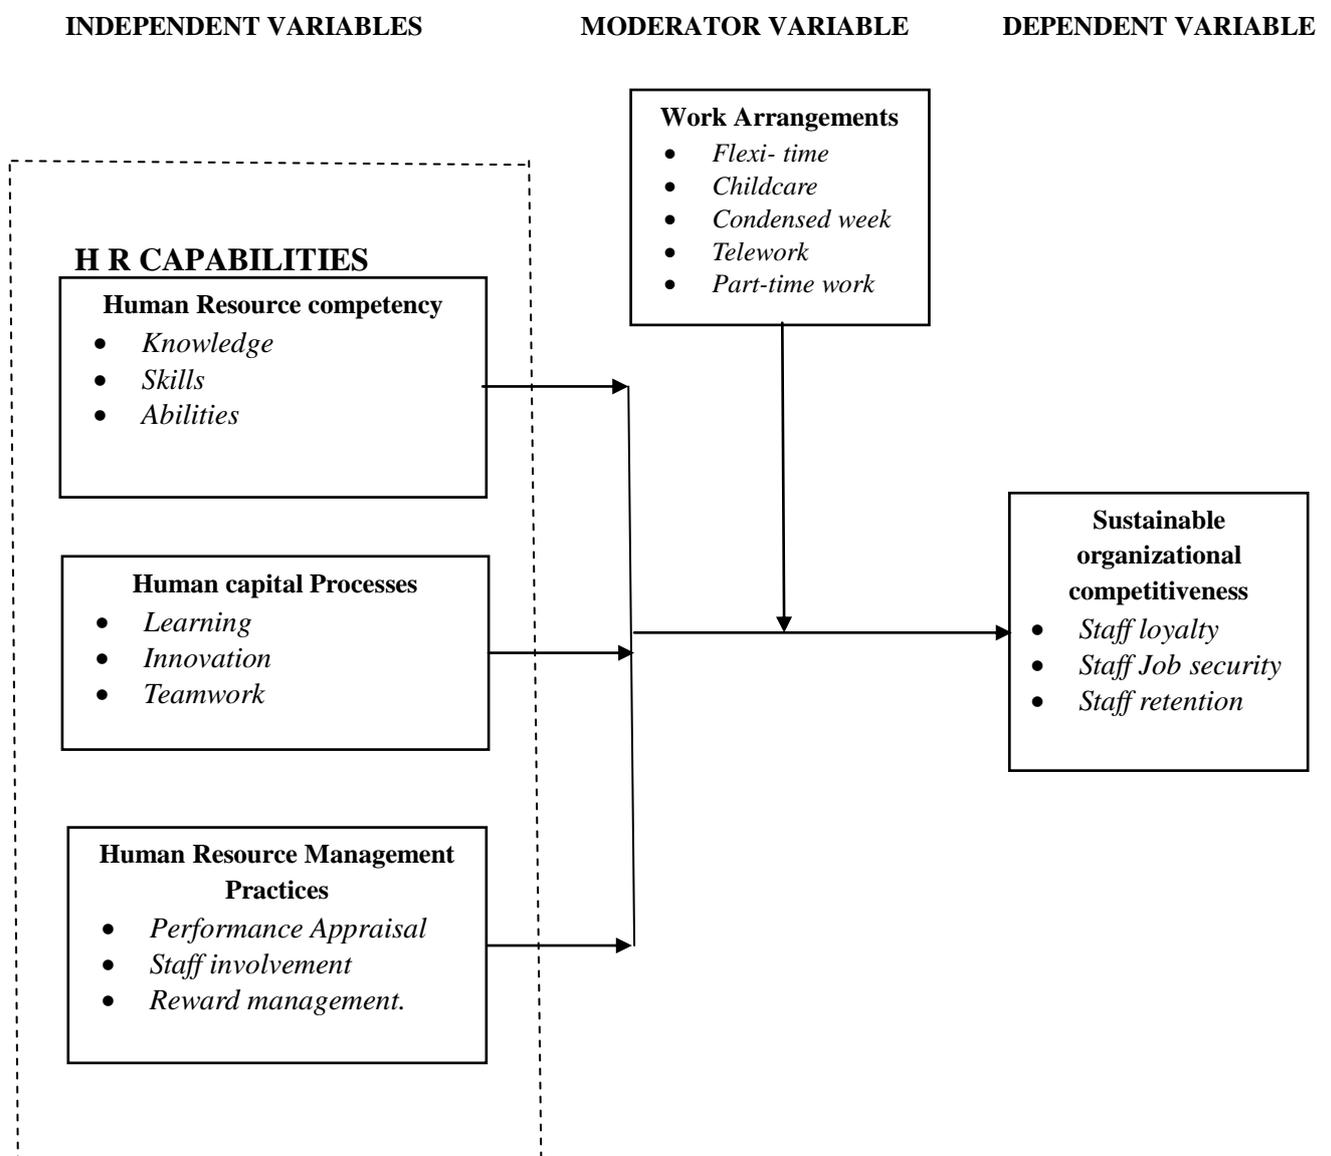 INDEPENDENT VARIABLES
MODERATOR VARIABLE
DEPENDENT VARIABLE
Work Arrangements
Flexi- time
Childcare
Condensed week
Telework
Part-time work
H R CAPABILITIES
Human Resource competency
Knowledge
Skills
Abilities
Human capital Processes
Learning
Innovation
Teamwork
Human Resource Management
Practices
Performance Appraisal
Staff involvement
Reward management.
Sustainable
organizational
competitiveness
Staff loyalty
Staff Job security
Staff retention